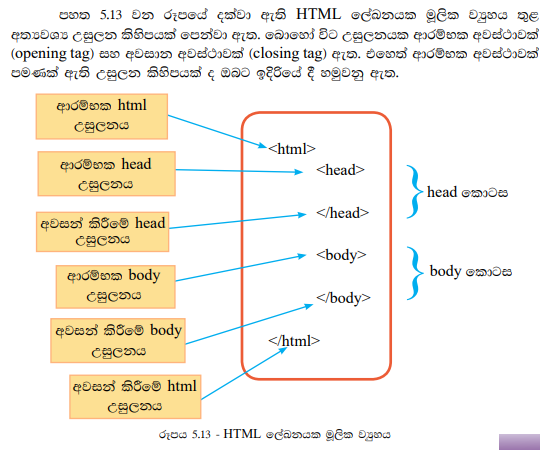 පහත 5.13 වන රූපයේ දක්වා ඇති HTML ලේඛනයක මූලික ව්‍යුහය තුළ
අත්‍යවශ්‍ය උසුලන කිහිපයක් පෙන්වා ඇත. බොහෝ විට උසුලනයක ආරම්භක අවස්ථාවක්
(opening tag) සහ අවසාන අවස්ථාවක් (closing tag) ඇත. එහෙත් ආරම්භක අවස්ථාවක්
පමණක් ඇති උසුලන කිහිපයක් ද ඔබට ඉදිරියේ දී හමුවනු ඇත.
ආරම්භක html
උසුලනය
<html>
ආරම්භක head
උසුලනය
<head>
head කොටස
අවසන් කිරීමේ head
උසුලනය
</head>
ආරම්භක body
උසුලනය
<body>
body කොටස
අවසන් කිරීමේ body
උසුලනය
</body>
අවසන් කිරීමේ html
උසුලනය
</html>
රූපය 5.13 - HTML ලේඛනයක මූලික ව්‍යුහය